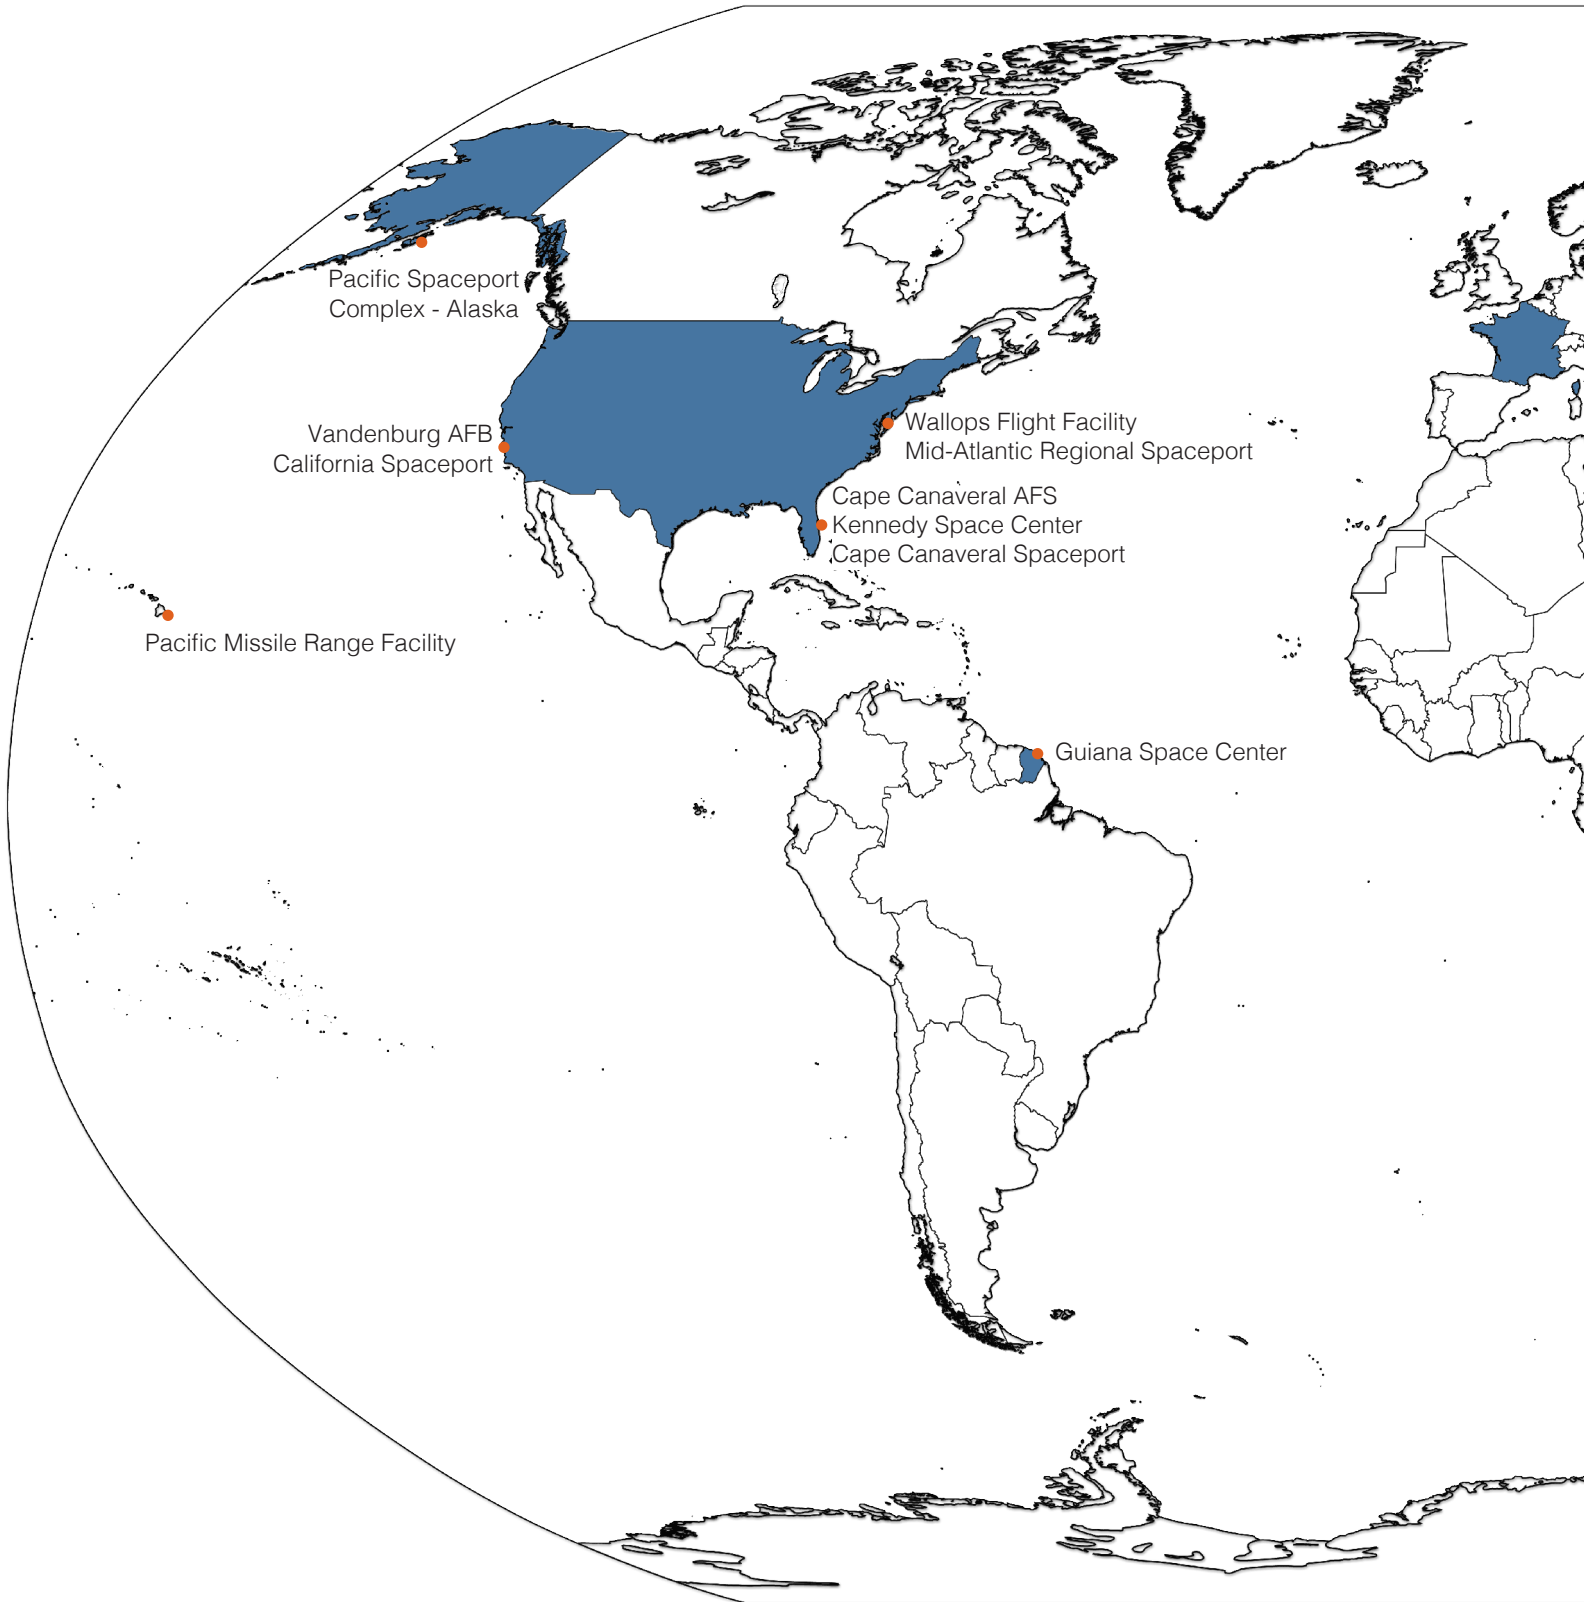 Pacific Spaceport
Complex - Alaska
Vandenburg AFB
California Spaceport
Wallops Flight Facility
Mid-Atlantic Regional Spaceport
Cape Canaveral AFS
Kennedy Space Center
Cape Canaveral Spaceport
Pacific Missile Range Facility
Guiana Space Center